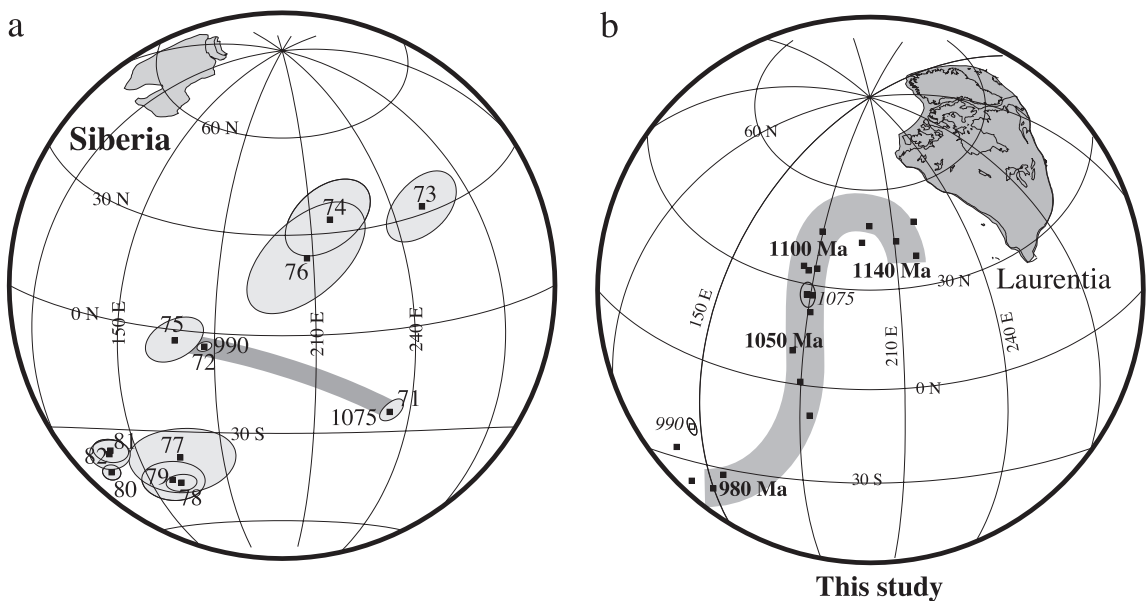 a
Siberia
60 N
30 N
73
74
76
0 N
150 E
210 E
240 E
75
990
72
71
1075
30 S
81
82
80
77
79
78
b
60 N
1100 Ma
1140 Ma
30 N
Laurentia
150 E
1075
1050 Ma
210 E
240 E
0 N
990
30 S
980 Ma
This study